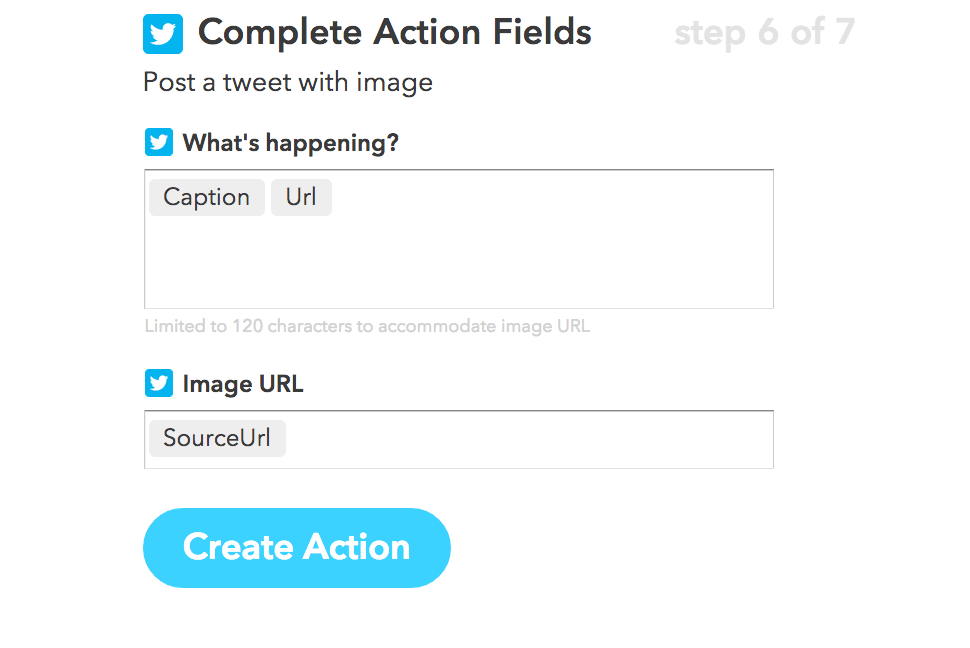 Complete Action Fields step 6 of 7
Post a tweet with image
What's happening?
Caption Url
Limited to 120 characters to accommodate image URL
Image URL
SourceUrl
Create Action